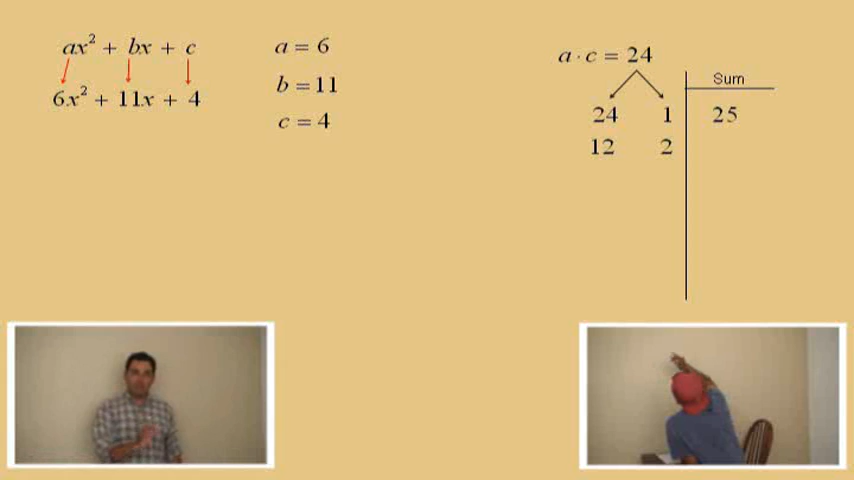 ax² + bx + c
6x² + 11x + 4
a = 6
b = 11
c = 4
a · c = 24
Sum
24 1 25
12 2